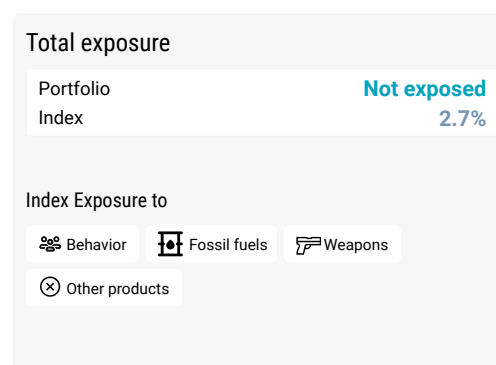 Total exposure
Portfolio Not exposed
Index 2.7%
Index Exposure to
Behavior Fossil fuels Weapons
Other products